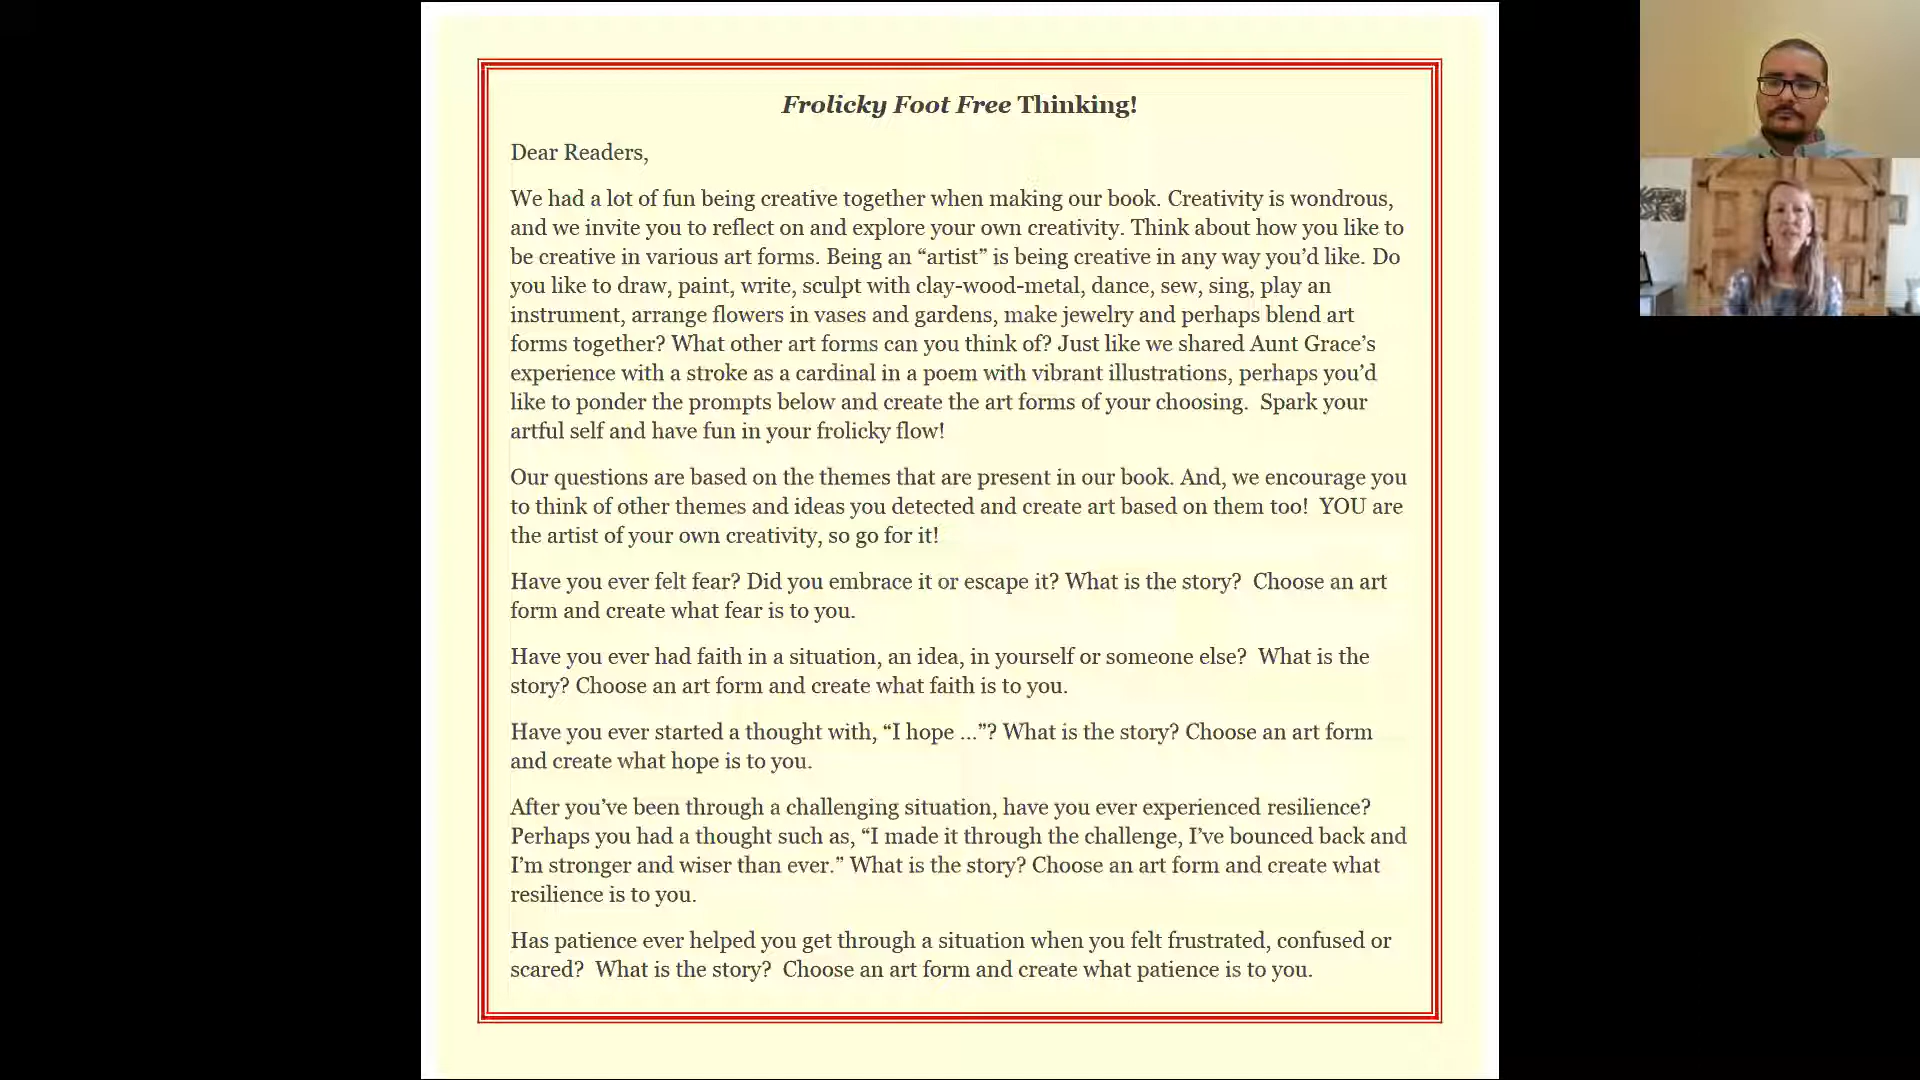 Frolicky Foot Free Thinking!
Dear Readers,
We had a lot of fun being creative together when making our book. Creativity is wondrous,
and we invite you to reflect on and explore your own creativity. Think about how you like to
be creative in various art forms. Being an “artist” is being creative in any way you’d like. Do
you like to draw, paint, write, sculpt with clay-wood-metal, dance, sew, sing, play an
instrument, arrange flowers in vases and gardens, make jewelry and perhaps blend art
forms together? What other art forms can you think of? Just like we shared Aunt Grace’s
experience with a stroke as a cardinal in a poem with vibrant illustrations, perhaps you’d
like to ponder the prompts below and create the art forms of your choosing.  Spark your
artful self and have fun in your frolicky flow!
Our questions are based on the themes that are present in our book. And, we encourage you
to think of other themes and ideas you detected and create art based on them too!  YOU are
the artist of your own creativity, so go for it!
Have you ever felt fear? Did you embrace it or escape it? What is the story?  Choose an art
form and create what fear is to you.
Have you ever had faith in a situation, an idea, in yourself or someone else?  What is the
story? Choose an art form and create what faith is to you.
Have you ever started a thought with, “I hope ...”? What is the story? Choose an art form
and create what hope is to you.
After you’ve been through a challenging situation, have you ever experienced resilience?
Perhaps you had a thought such as, “I made it through the challenge, I’ve bounced back and
I’m stronger and wiser than ever.” What is the story? Choose an art form and create what
resilience is to you.
Has patience ever helped you get through a situation when you felt frustrated, confused or
scared?  What is the story?  Choose an art form and create what patience is to you.